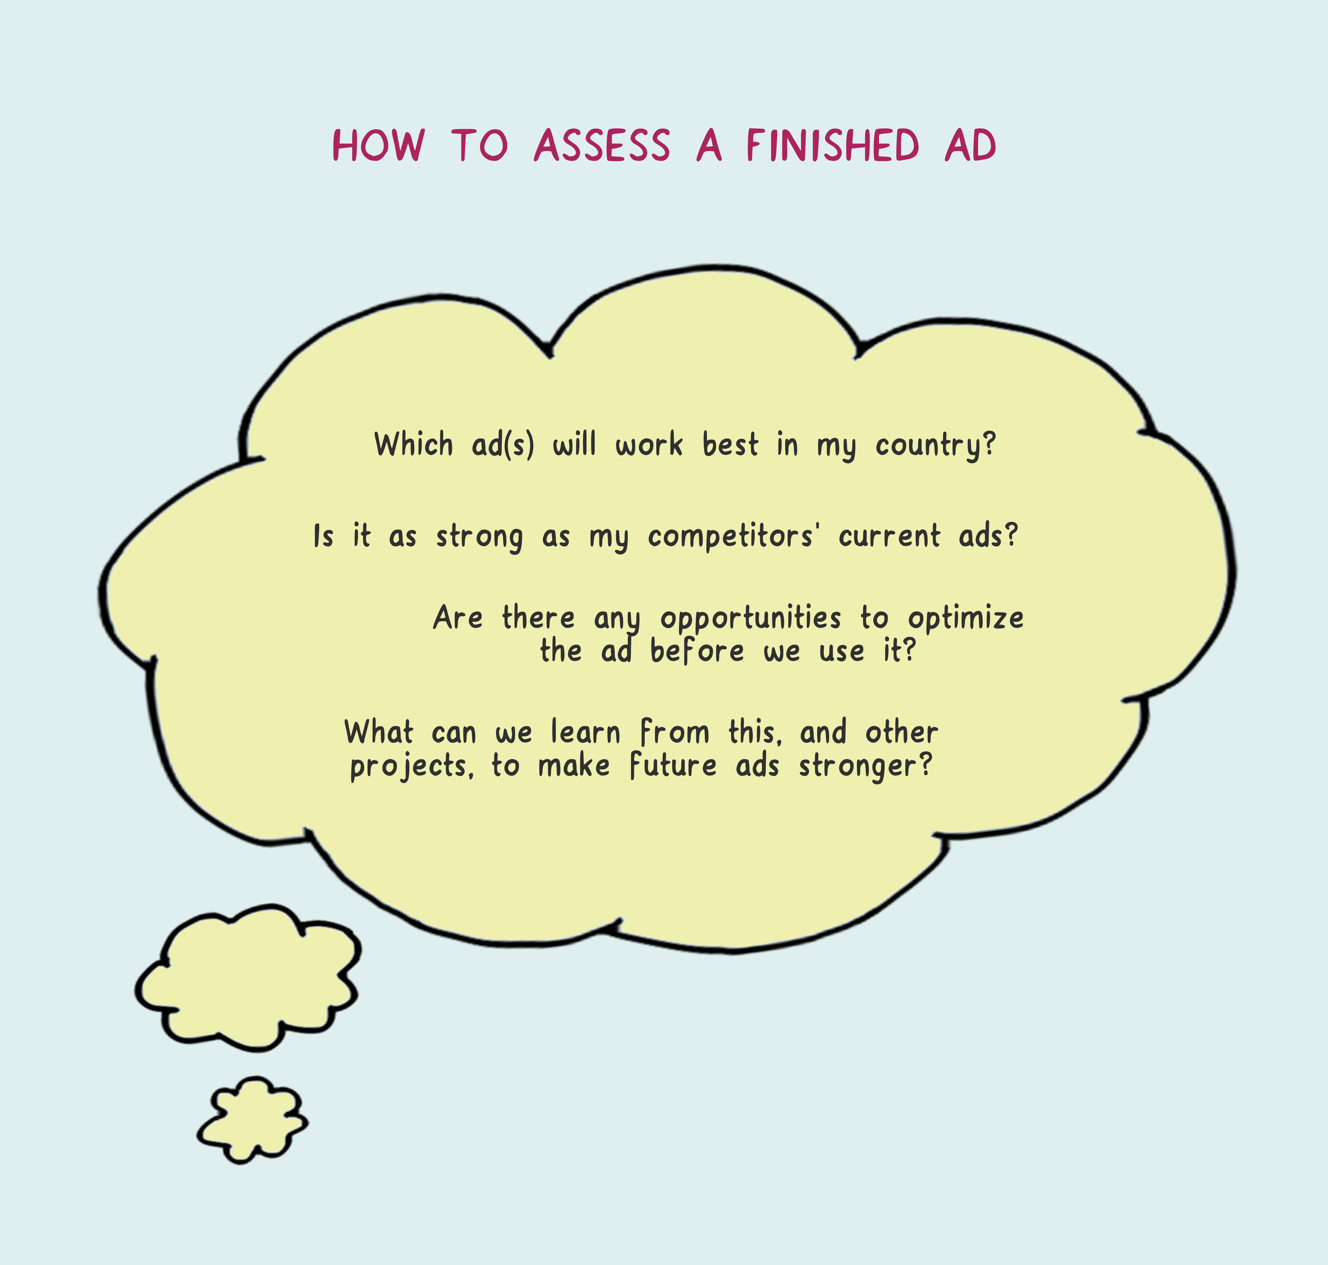 HOW TO ASSESS A FINISHED AD
Which ad(s) will work best in my country?
Is it as strong as my competitors' current ads?
Are there any opportunities to optimize
the ad before we use it?
What can we learn from this, and other
projects, to make future ads stronger?